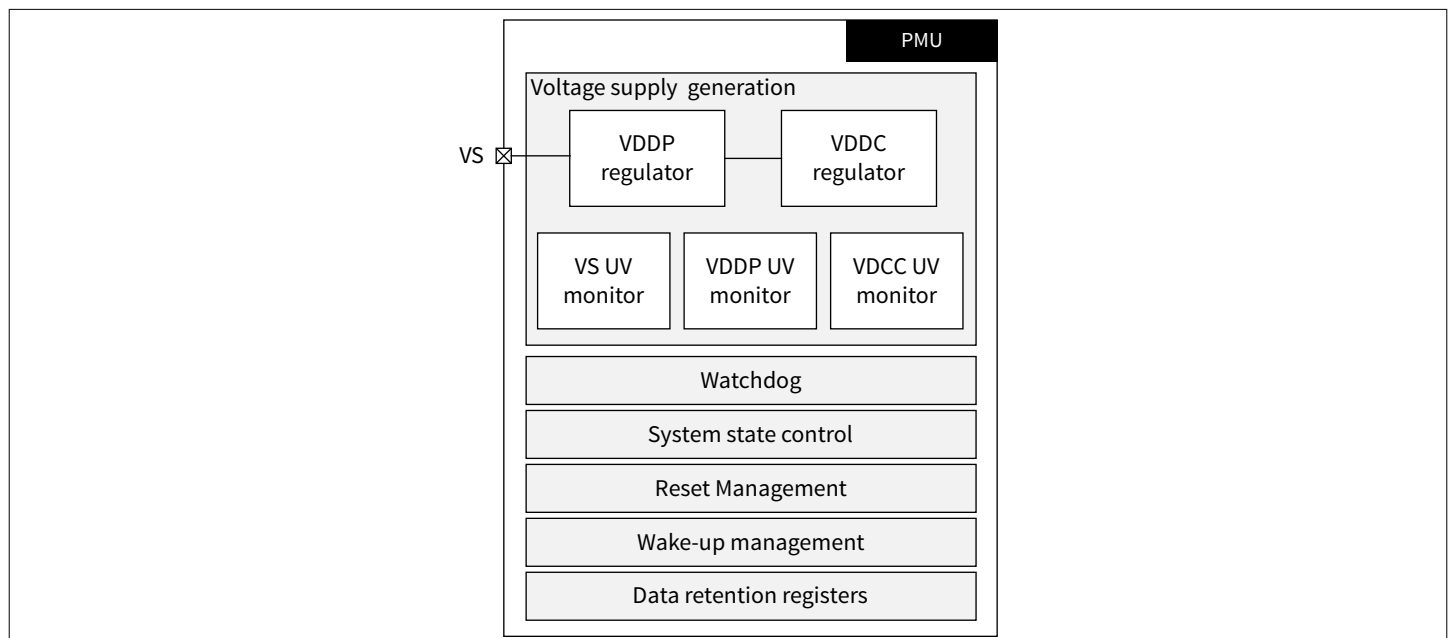 PMU
Voltage supply generation
VS
VDDP
regulator
VDDC
regulator
VS UV
monitor
VDDP UV
monitor
VDCC UV
monitor
Watchdog
System state control
Reset Management
Wake-up management
Data retention registers